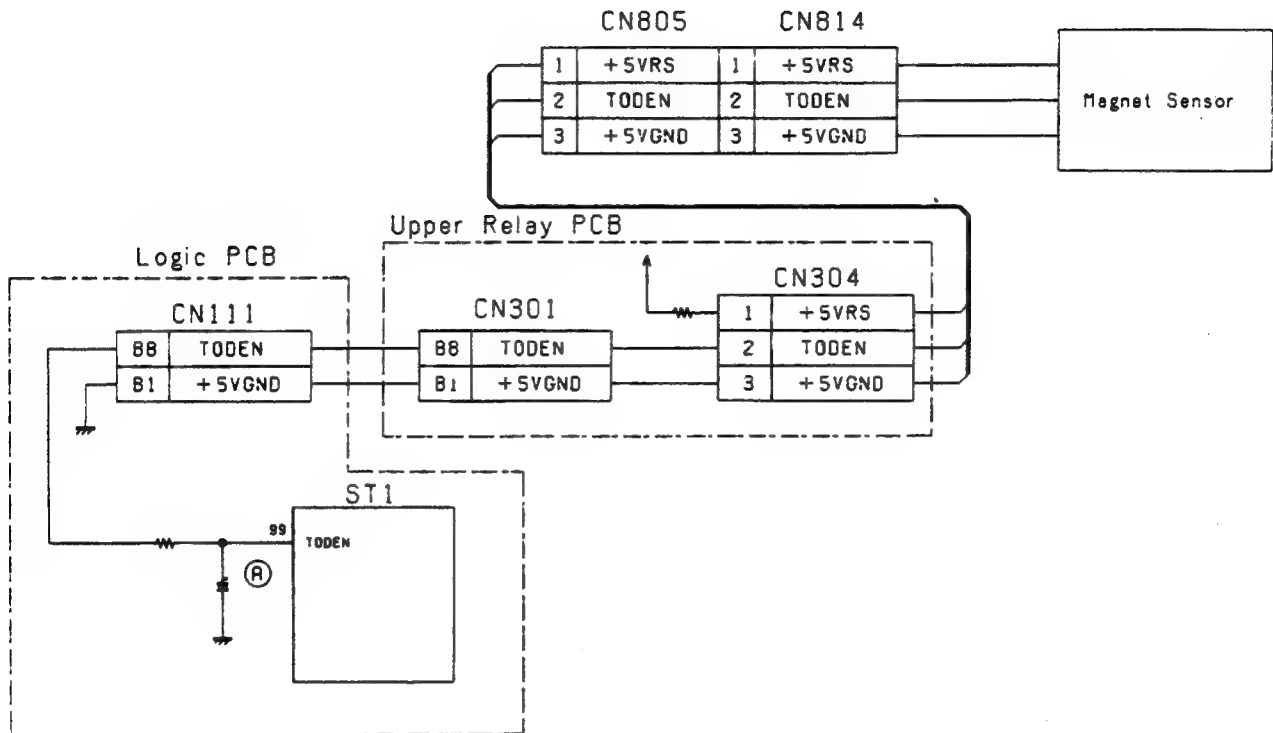 CN805 CN814
1 +5VRS 1 +5VRS
2 TODEN 2 TODEN
3 +5VGND 3 +5VGND
Magnet Sensor
Upper Relay PCB
Logic PCB
CN304
1 +5VRS
2 TODEN
3 +5VGND
CN111
B8 TODEN
B1 +5VGND
CN301
B8 TODEN
B1 +5VGND
ST1
99 TODEN
A